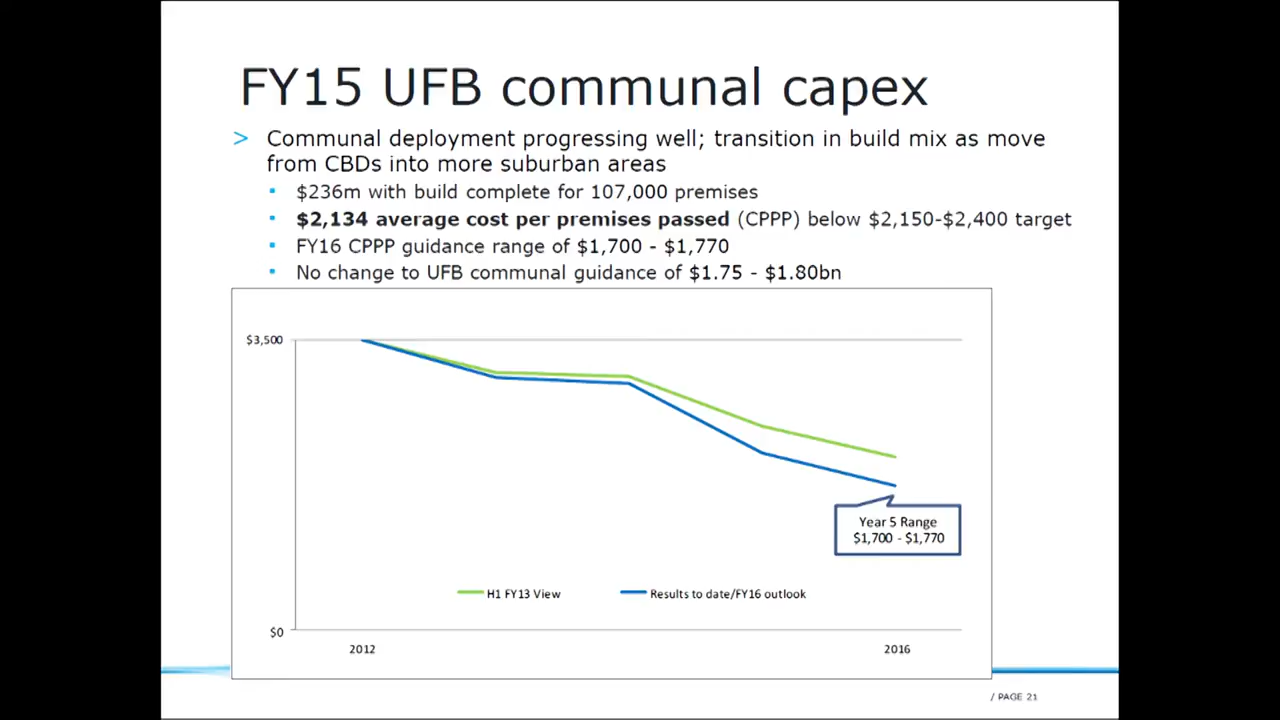 FY15 UFB communal capex
> Communal deployment progressing well; transition in build mix as move
from CBDs into more suburban areas
▪ $236m with build complete for 107,000 premises
▪ $2,134 average cost per premises passed (CPPP) below $2,150-$2,400 target
▪ FY16 CPPP guidance range of $1,700 - $1,770
▪ No change to UFB communal guidance of $1.75 - $1.80bn
$3,500
Year 5 Range
$1,700 - $1,770
H1 FY13 View
Results to date/FY16 outlook
$0
2012
2016
/ PAGE 21